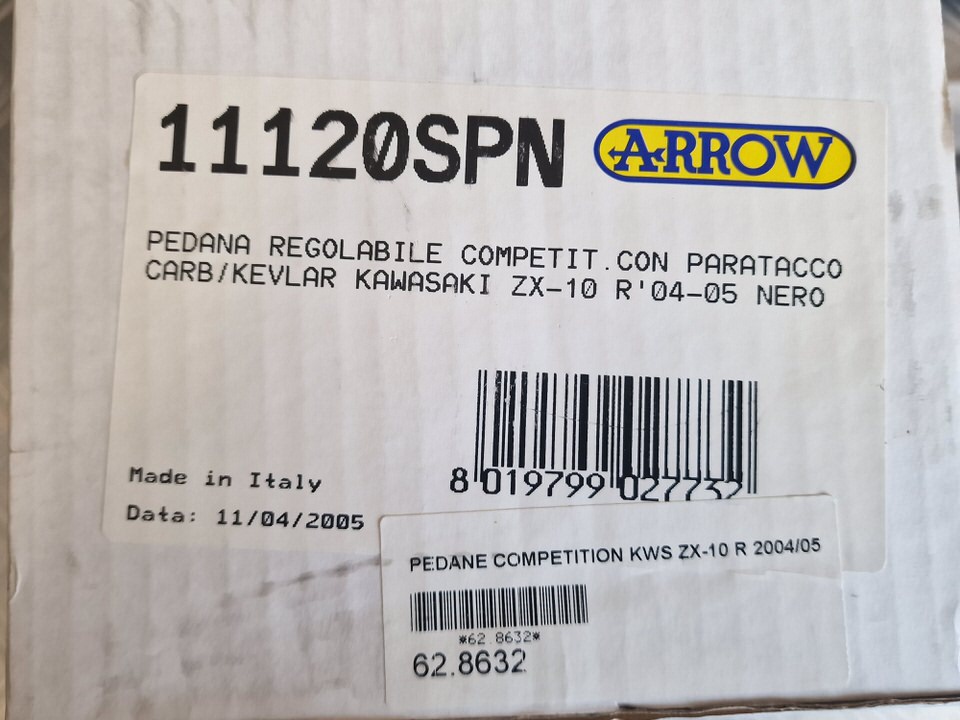 11120SPN ARROW
PEDANA REGOLABILE COMPETIT.CON PARATACCO
CARB/KEVLAR KAWASAKI ZX-10 R'04-05 NERO
8 019799 027732
Made in Italy
Data: 11/04/2005
PEDANE COMPETITION KWS ZX-10 R 2004/05
*62.8632*
62.8632